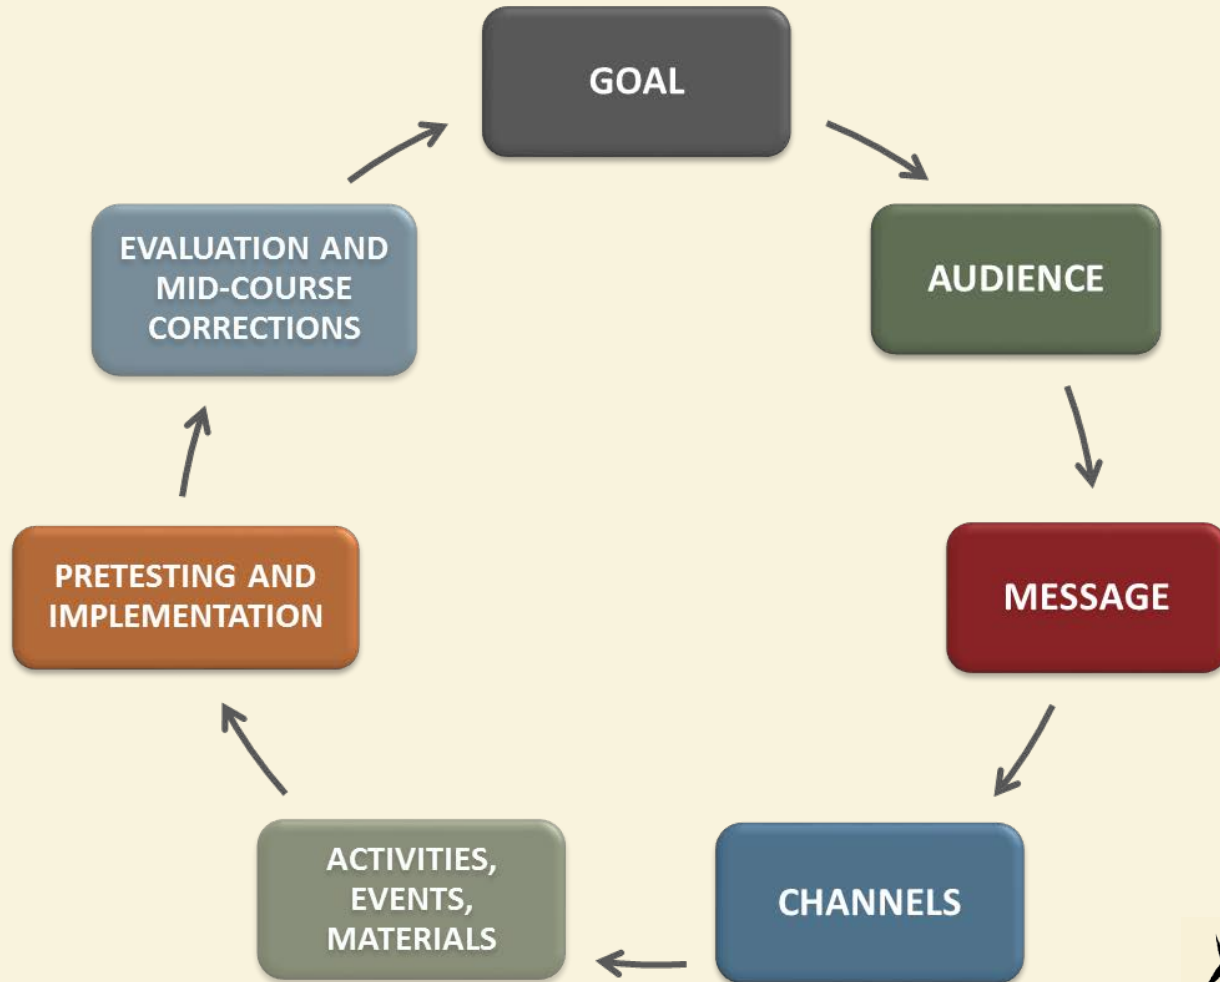 GOAL
AUDIENCE
MESSAGE
CHANNELS
ACTIVITIES,
EVENTS,
MATERIALS
PRETESTING AND
IMPLEMENTATION
EVALUATION AND
MID-COURSE
CORRECTIONS